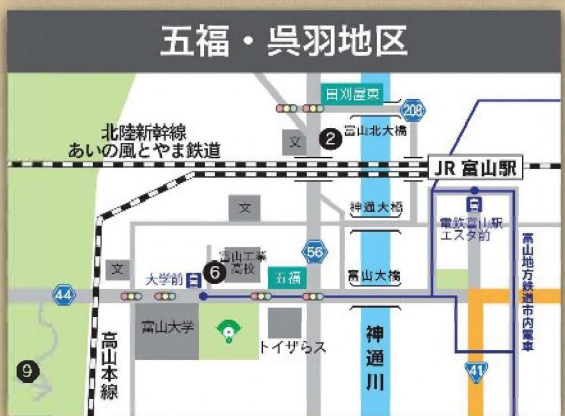 五福・呉羽地区
田刈屋東
208
北陸新幹線
あいの風とやま鉄道
文
2
富山北大橋
JR 富山駅
文
神通大橋
電鉄富山駅
エスタ前
富山工業
高校
56
文
大学前
6
五福
富山大橋
富山地方鉄道市内電車
44
富山大学
トイザらス
高山本線
神通川
9
41